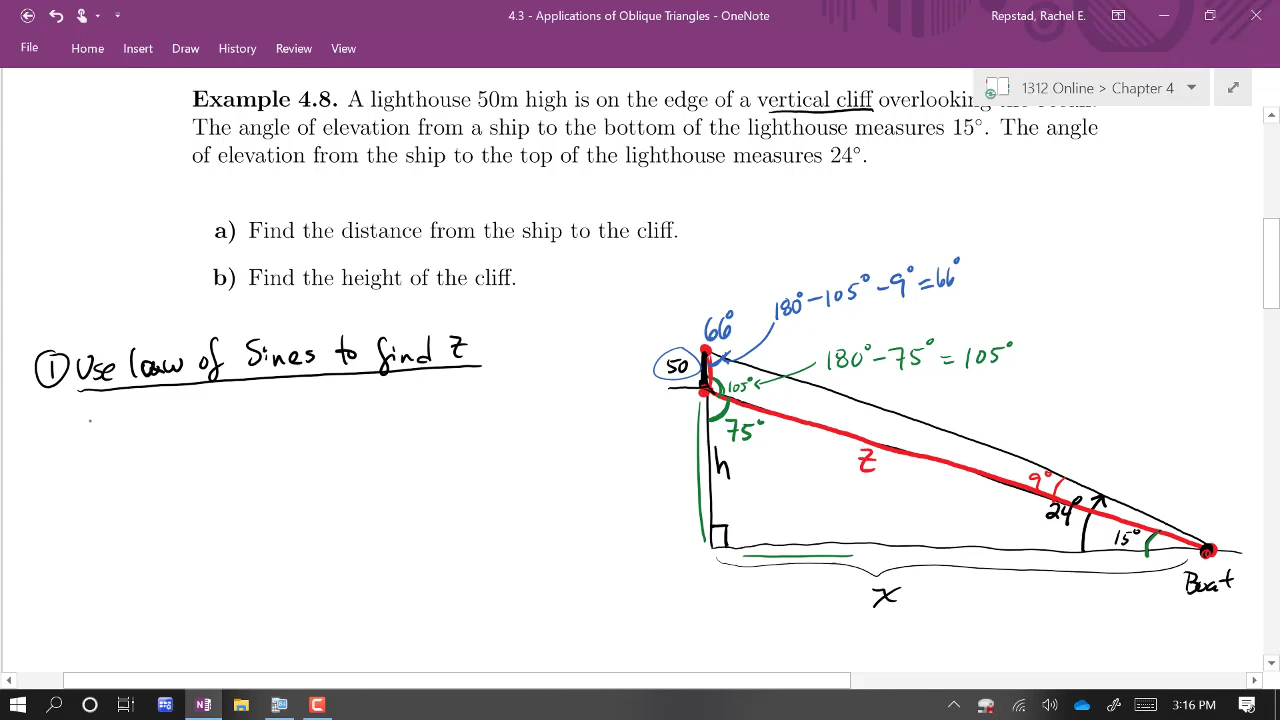 4.3 - Applications of Oblique Triangles - OneNote
Repstad, Rachel E.
File Home Insert Draw History Review View
1312 Online > Chapter 4
Example 4.8. A lighthouse 50m high is on the edge of a vertical cliff overlooking
The angle of elevation from a ship to the bottom of the lighthouse measures 15°. The angle
of elevation from the ship to the top of the lighthouse measures 24°.
a) Find the distance from the ship to the cliff.
b) Find the height of the cliff.
180° - 105° - 9° = 66°
① Use law of Sines to find z
66°
50
105°
180° - 75° = 105°
75°
h
z
9°
24°
15°
Boat
x
3:16 PM